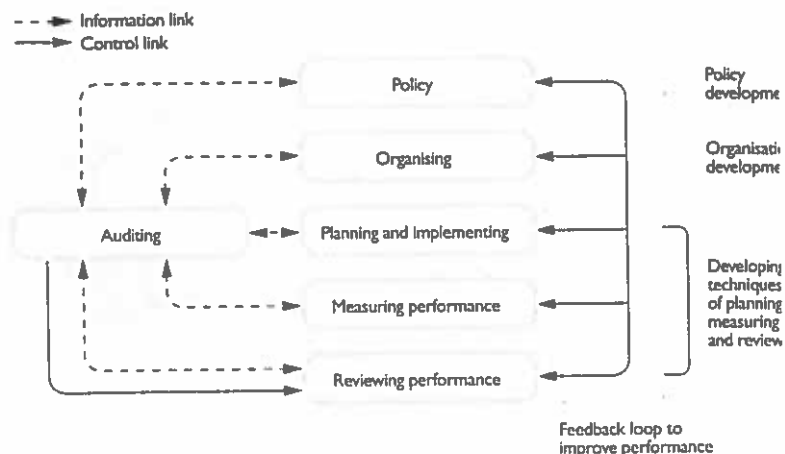 Information link
Control link
Policy
Organising
Auditing
Planning and Implementing
Measuring performance
Reviewing performance
Policy
developme
Organisati
developme
Developing
techniques
of planning
measuring
and review
Feedback loop to
improve performance